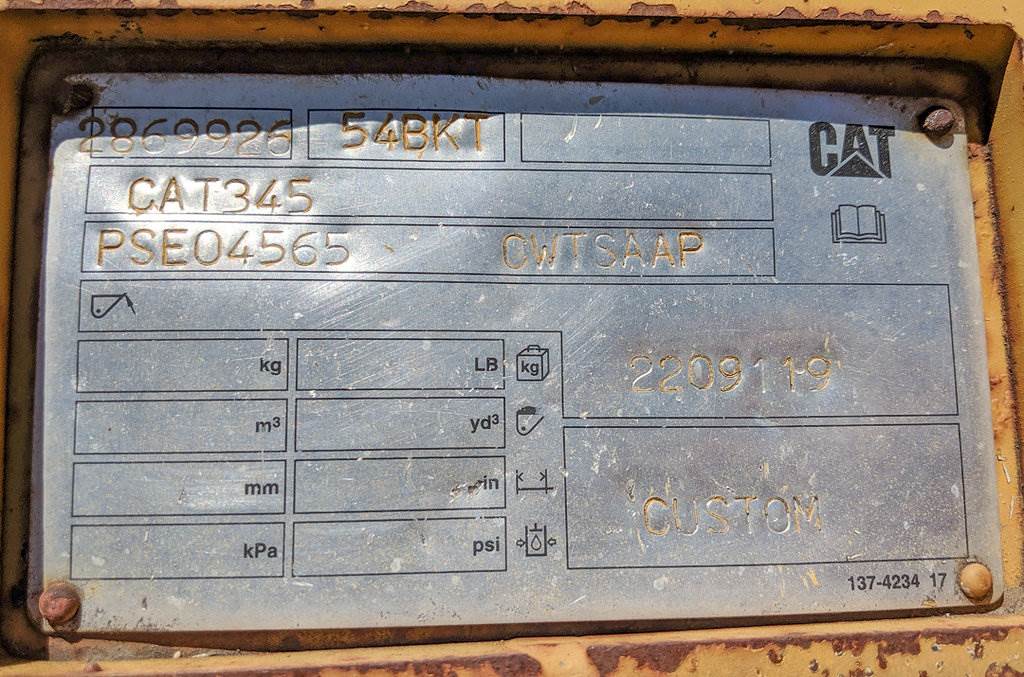 2869926 54BKT
CAT
CAT345
PSE04565 CWTSAAP
kg LB kg
2209119
m³ yd³
mm in
CUSTOM
kPa psi
137-4234 17